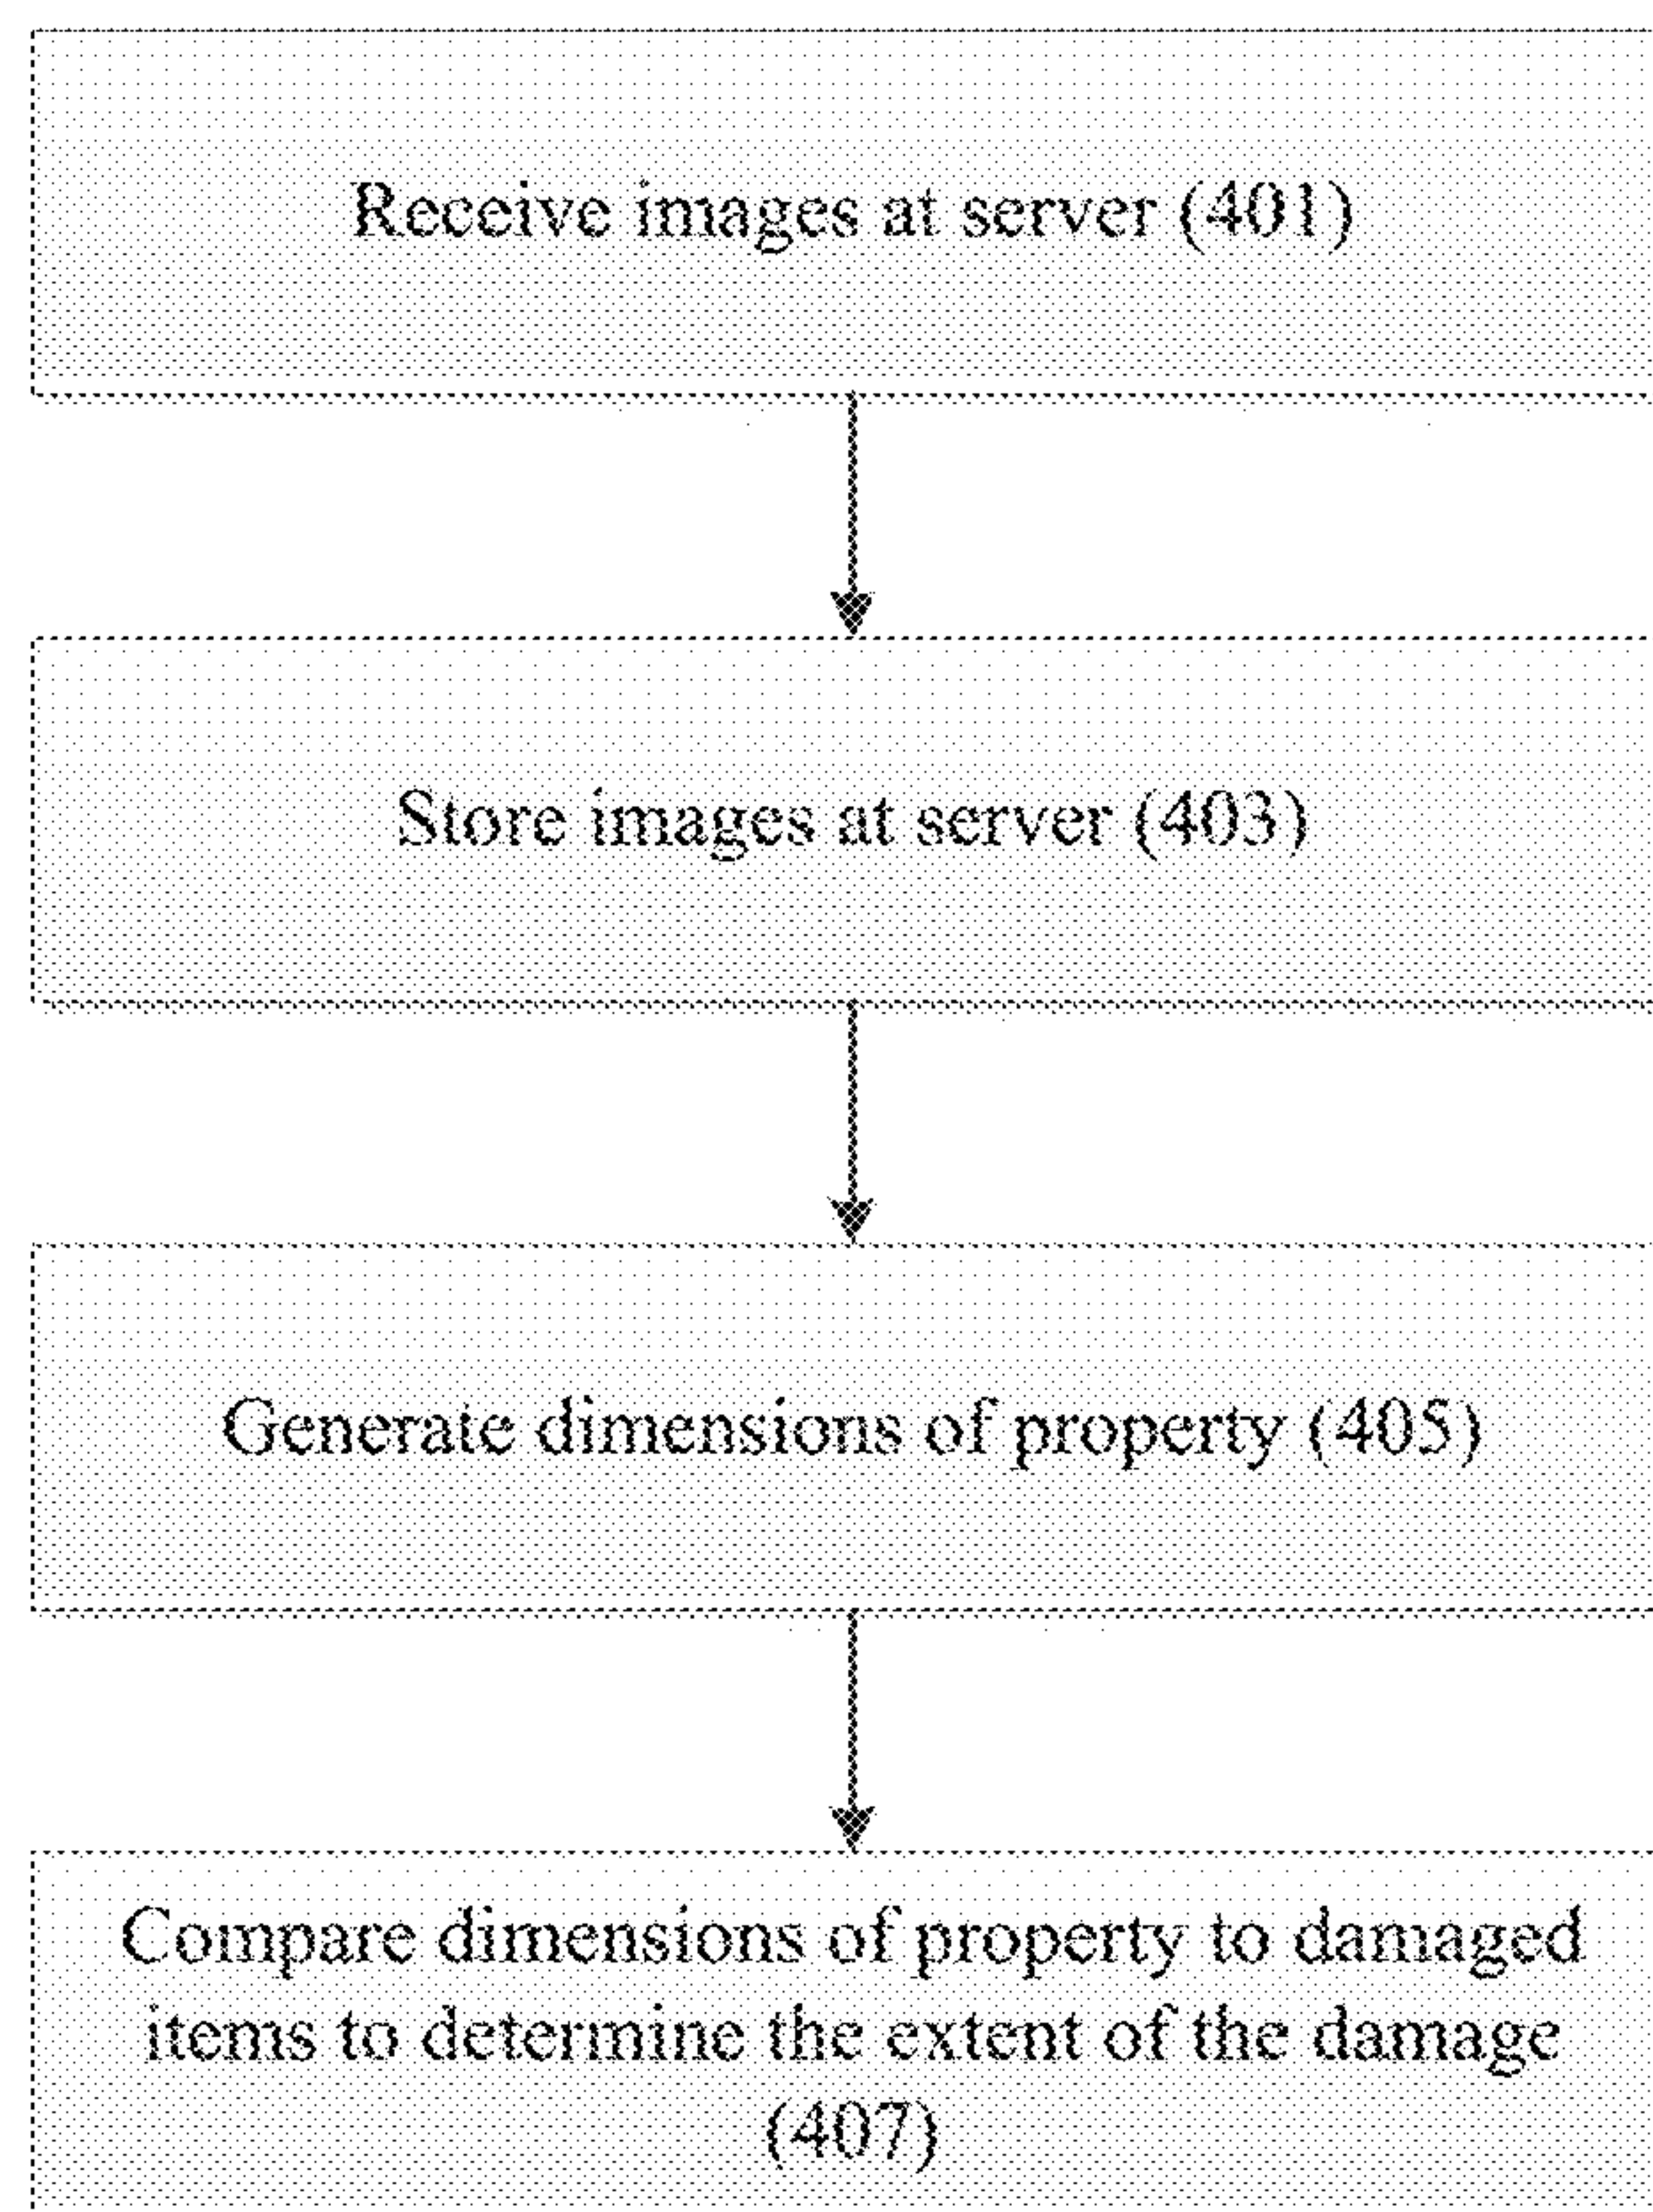 Receive images at server (401)
Store images at server (403)
Generate dimensions of property (405)
Compare dimensions of property to damaged
items to determine the extent of the damage
(407)